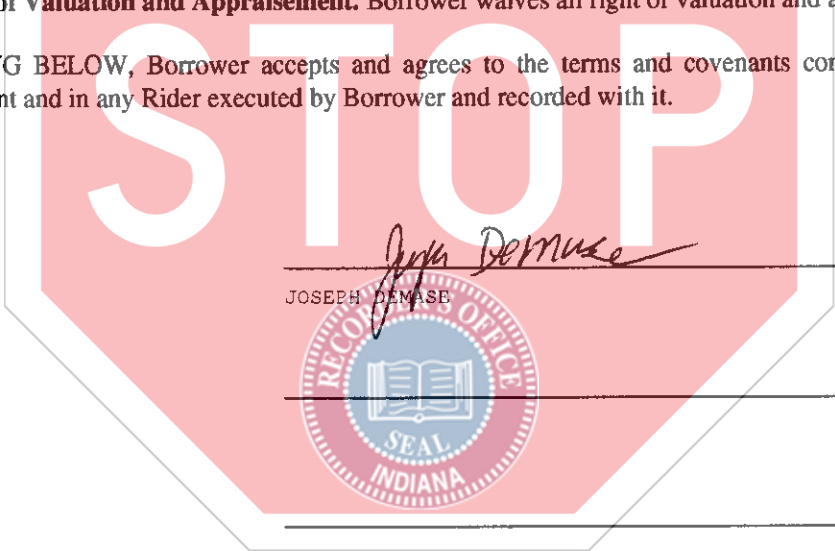 of Valuation and Appraisement. Borrower waives all right of valuation and a
G BELOW, Borrower accepts and agrees to the terms and covenants con
nt and in any Rider executed by Borrower and recorded with it.
STOP
Joseph DeMase
JOSEPH DEMASE
RECORDER'S OFFICE
SEAL
INDIANA